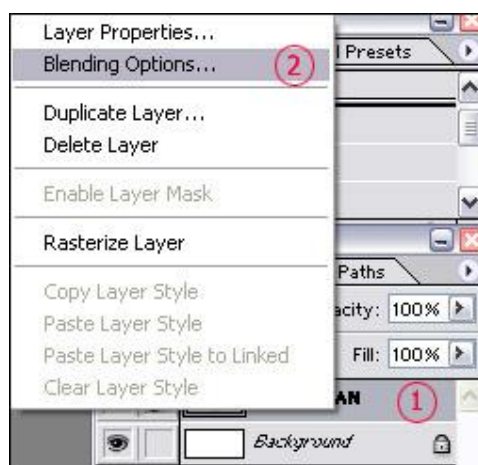 Layer Properties...
Blending Options... 2
l Presets
Duplicate Layer...
Delete Layer
Enable Layer Mask
Rasterize Layer
Paths
Copy Layer Style
acity: 100%
Paste Layer Style
Paste Layer Style to Linked
Fill: 100%
Clear Layer Style
AN 1
Background